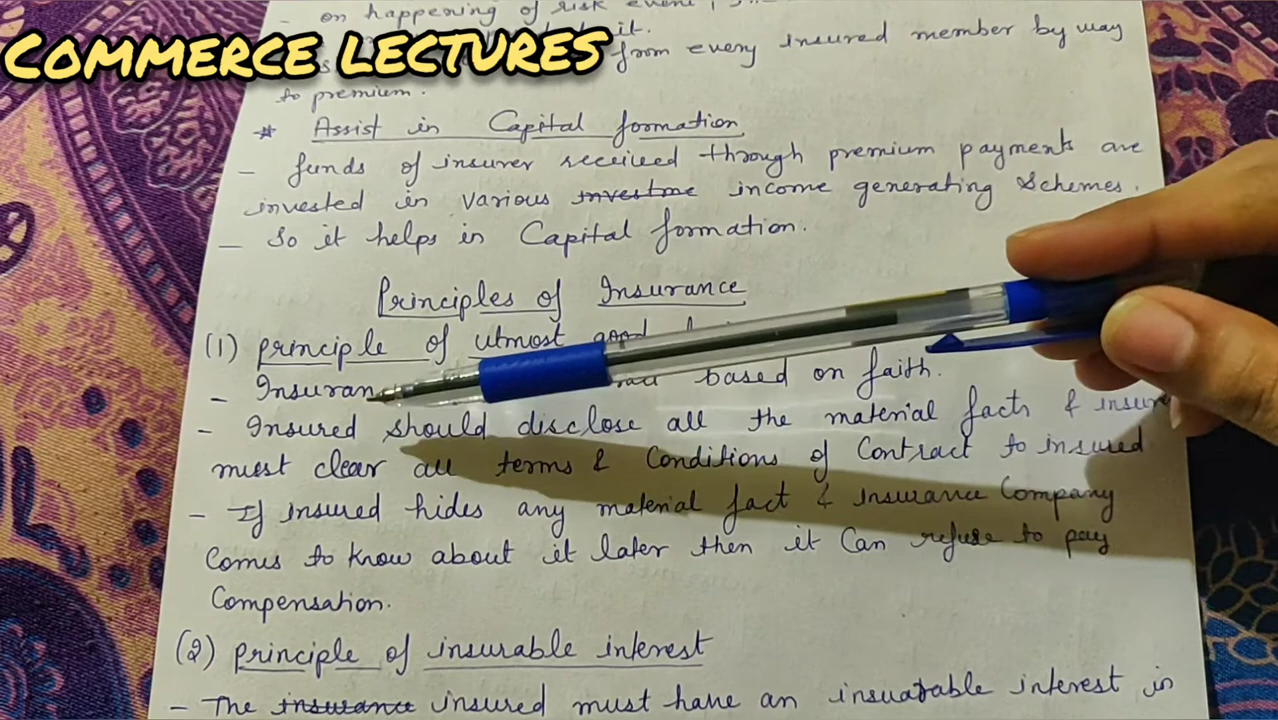 on happening of risk event,
COMMERCE LECTURES
it.
from every insured member by way
to premium.
* Assist in Capital formation
- funds of insurer received through premium payments are
invested in various investme income generating schemes.
- So it helps in Capital formation.
Principles of Insurance
(1) principle of utmost good
- Insuran based on faith.
- Insured should disclose all the material facts & insure
must clear all terms & Conditions of Contract to insured
- If insured hides any material fact & insurance Company
Comes to know about it later then it Can refuse to pay
Compensation.
(2) principle of insurable interest
- The insurance insured must have an insuarable interest in